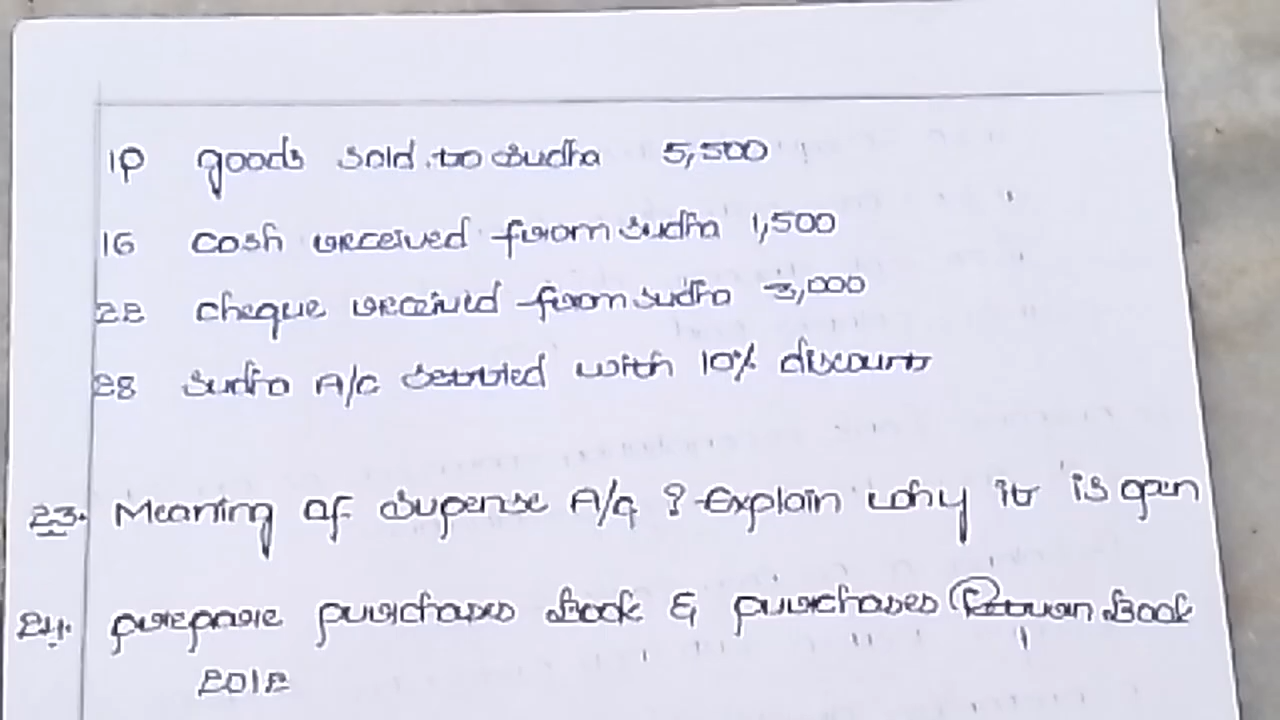 10 goods sold to Sudha 5,500
16 Cash received from Sudha 1,500
22 cheque received from Sudha 3,000
28 Sudha A/C settled with 10% discount
23. Meaning of Supense A/c ? Explain why it is open
24. prepare purchases Book & purchases Return Book
2012